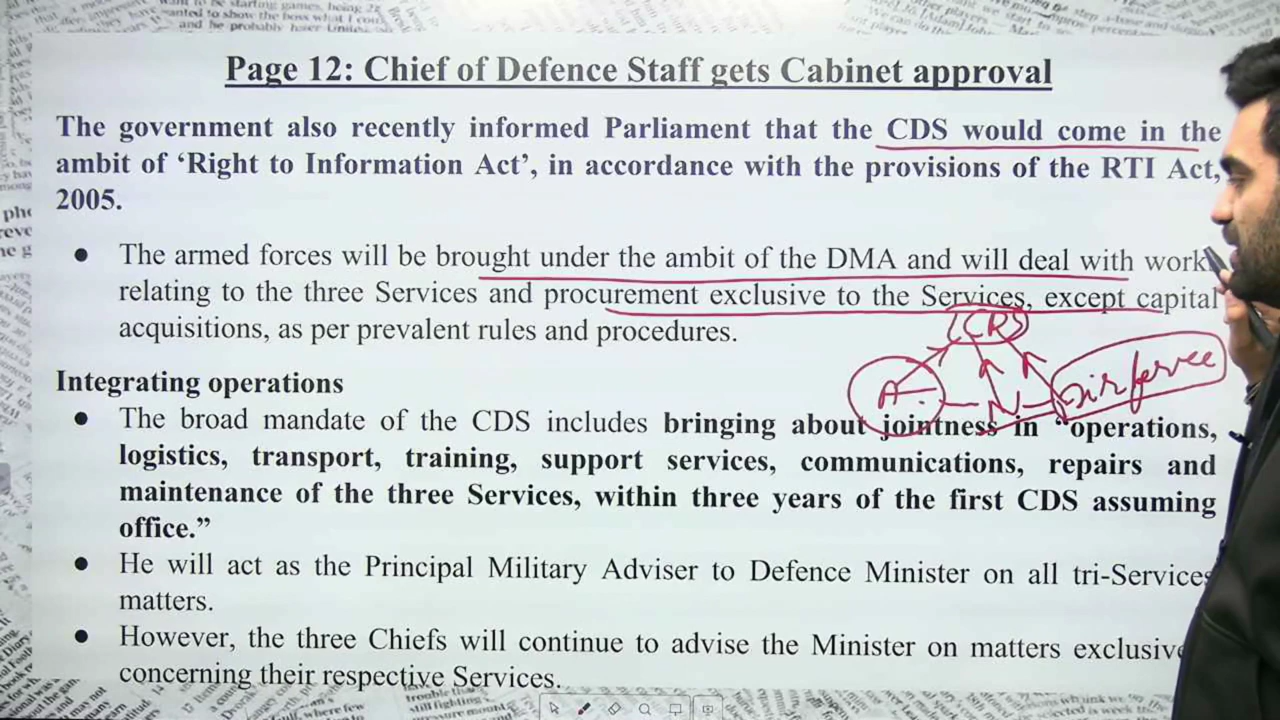 Page 12: Chief of Defence Staff gets Cabinet approval
The government also recently informed Parliament that the CDS would come in the
ambit of ‘Right to Information Act’, in accordance with the provisions of the RTI Act,
2005.
● The armed forces will be brought under the ambit of the DMA and will deal with work
relating to the three Services and procurement exclusive to the Services, except capital
acquisitions, as per prevalent rules and procedures.
A N Air force
Integrating operations
● The broad mandate of the CDS includes bringing about jointness in “operations,
logistics, transport, training, support services, communications, repairs and
maintenance of the three Services, within three years of the first CDS assuming
office.”
● He will act as the Principal Military Adviser to Defence Minister on all tri-Services
matters.
● However, the three Chiefs will continue to advise the Minister on matters exclusive
concerning their respective Services.